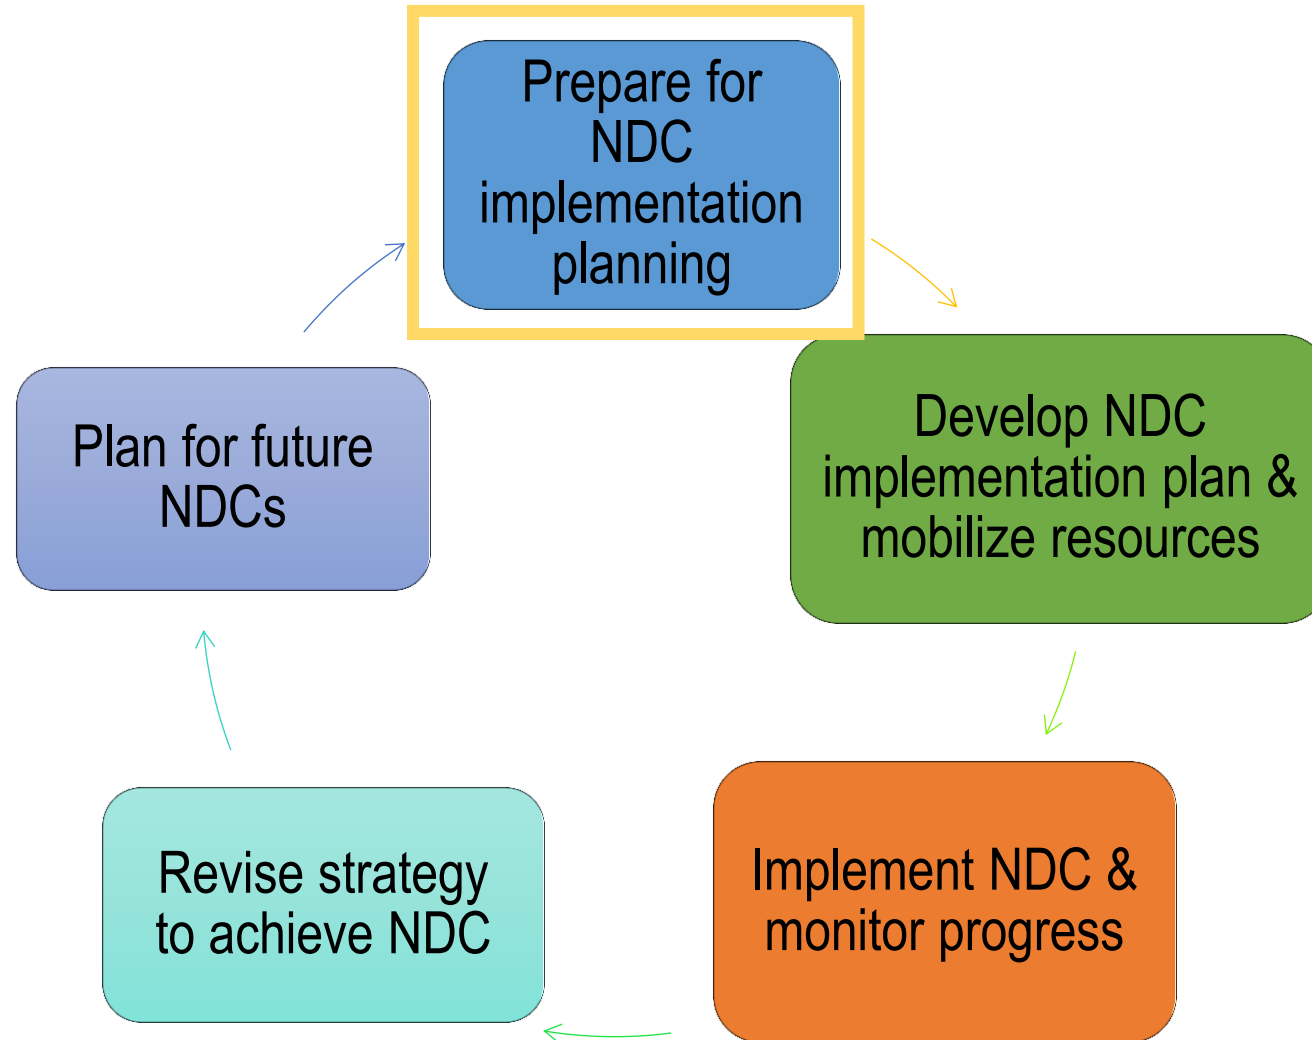 Prepare for
NDC
implementation
planning
Develop NDC
implementation plan &
mobilize resources
Implement NDC &
monitor progress
Revise strategy
to achieve NDC
Plan for future
NDCs